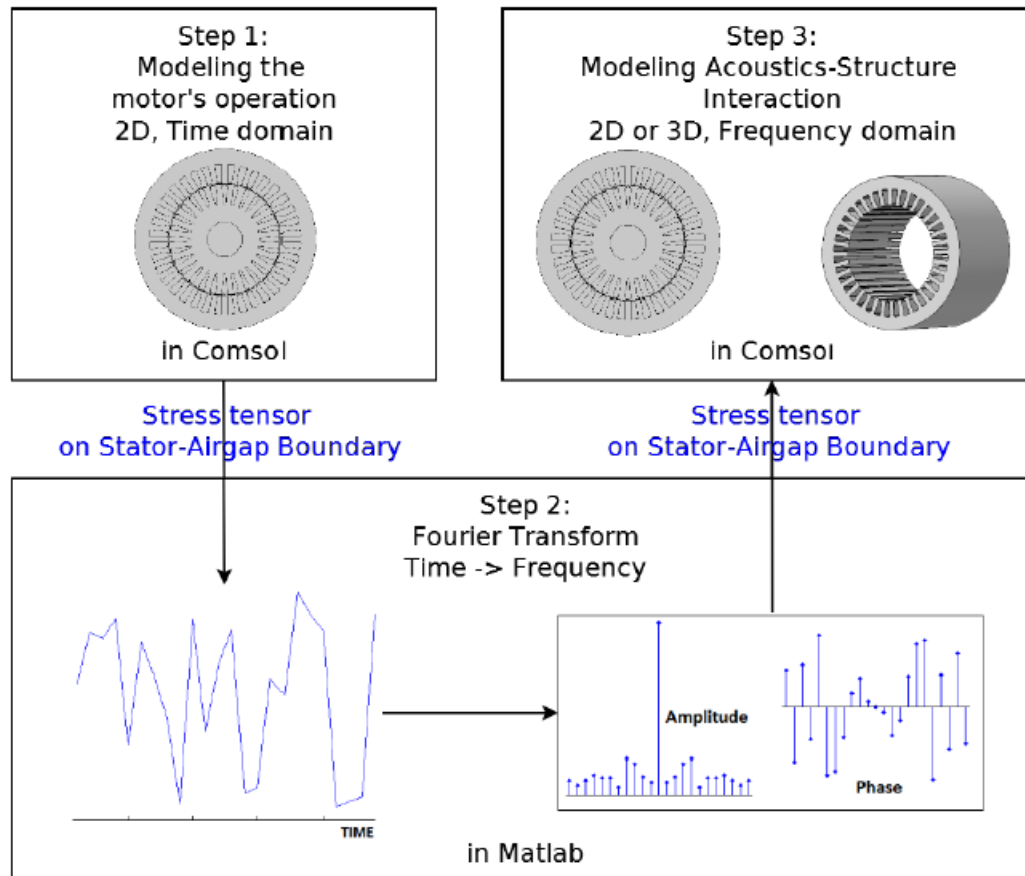 Step 1:
Modeling the
motor's operation
2D, Time domain
in Comsol
Step 3:
Modeling Acoustics-Structure
Interaction
2D or 3D, Frequency domain
in Comsol
Stress tensor
on Stator-Airgap Boundary
Stress tensor
on Stator-Airgap Boundary
Step 2:
Fourier Transform
Time -> Frequency
TIME
Amplitude
Phase
in Matlab